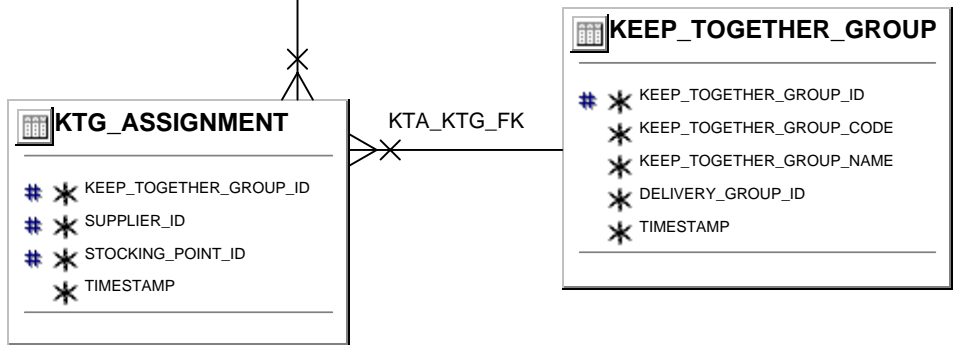 KEEP_TOGETHER_GROUP
# * KEEP_TOGETHER_GROUP_ID
* KEEP_TOGETHER_GROUP_CODE
* KEEP_TOGETHER_GROUP_NAME
* DELIVERY_GROUP_ID
* TIMESTAMP
KTG_ASSIGNMENT
KTA_KTG_FK
# * KEEP_TOGETHER_GROUP_ID
# * SUPPLIER_ID
# * STOCKING_POINT_ID
* TIMESTAMP